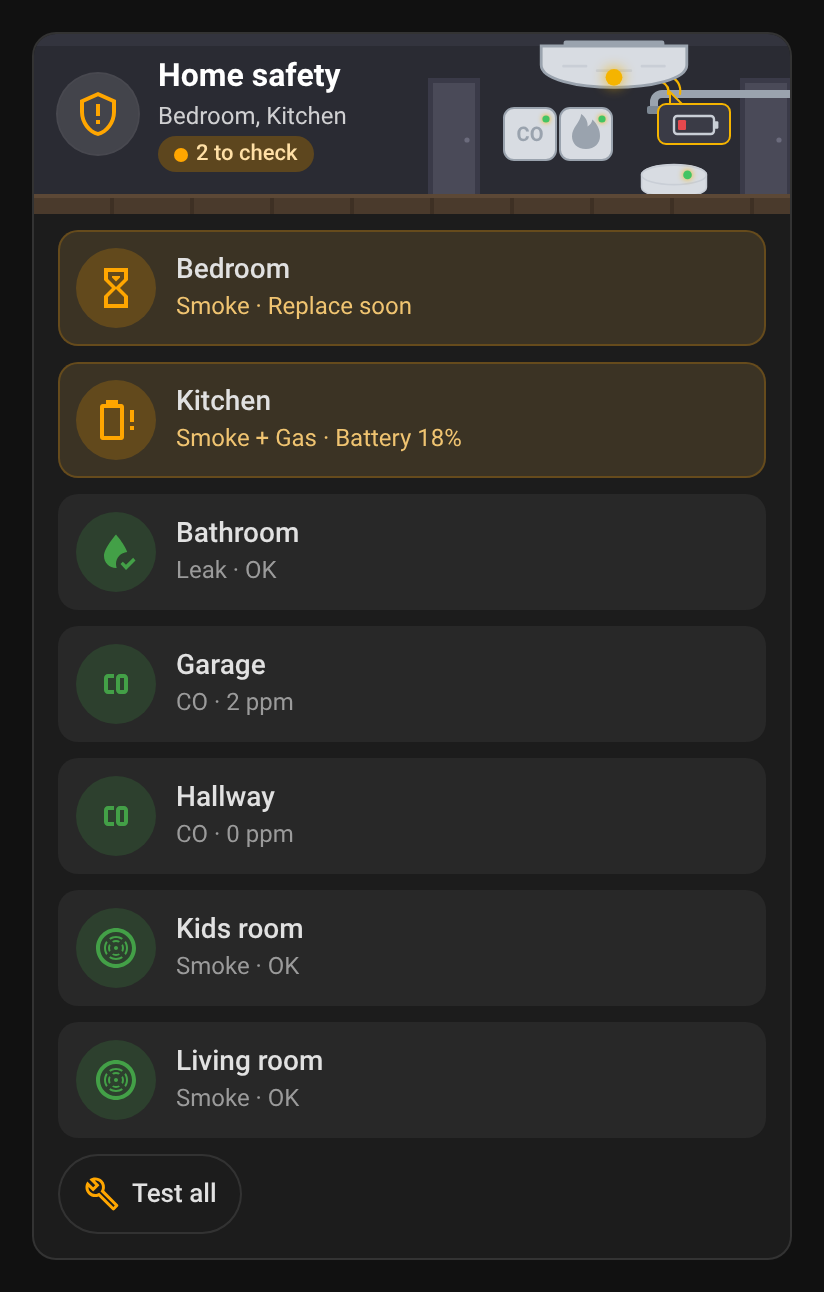 Home safety
Bedroom, Kitchen
2 to check
CO
Bedroom
Smoke · Replace soon
Kitchen
Smoke + Gas · Battery 18%
Bathroom
Leak · OK
Garage
CO
CO · 2 ppm
Hallway
CO
CO · 0 ppm
Kids room
Smoke · OK
Living room
Smoke · OK
Test all